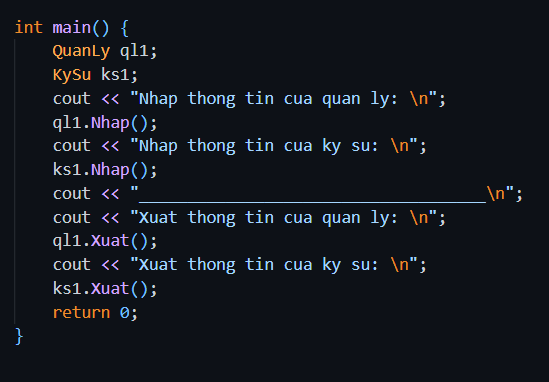 int main() {
    QuanLy ql1;
    KySu ks1;
    cout << "Nhap thong tin cua quan ly: \n";
    ql1.Nhap();
    cout << "Nhap thong tin cua ky su: \n";
    ks1.Nhap();
    cout << "___________________________________\n";
    cout << "Xuat thong tin cua quan ly: \n";
    ql1.Xuat();
    cout << "Xuat thong tin cua ky su: \n";
    ks1.Xuat();
    return 0;
}